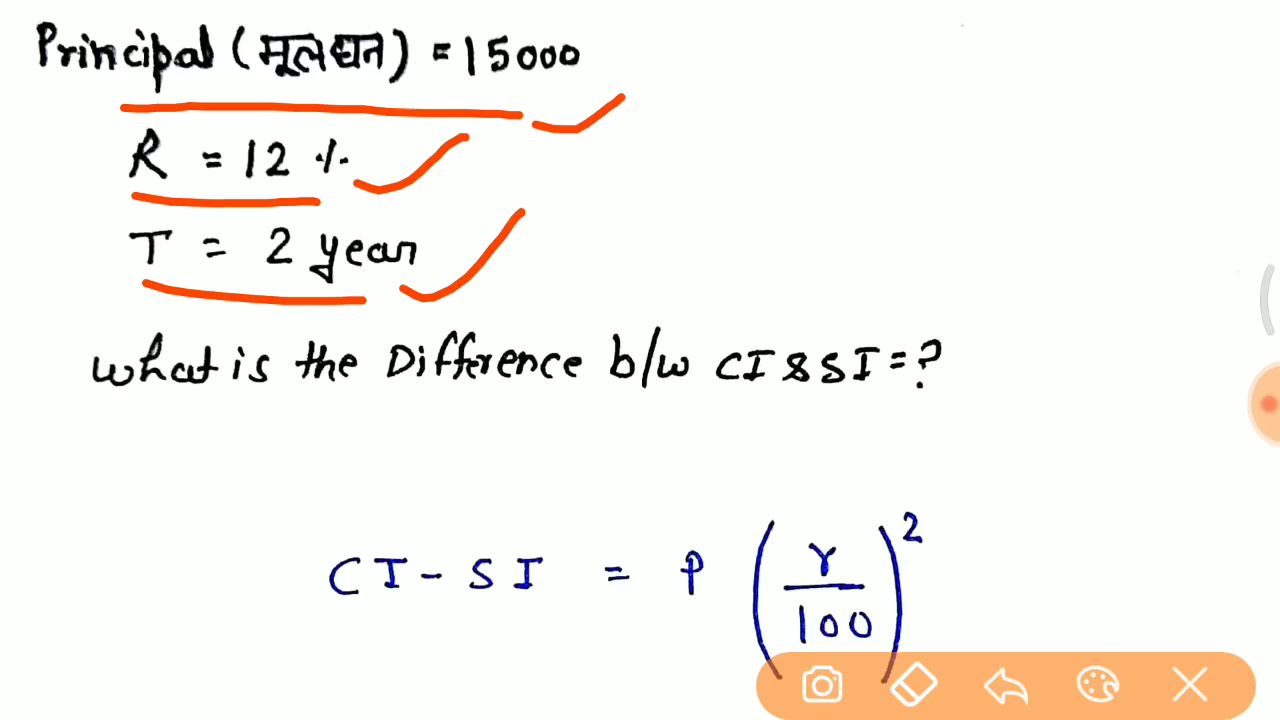 Principal (मूलधन) = 15000
R = 12 %
T = 2 year
What is the Difference b/w CI & SI = ?
CI - SI = P (r/100)²